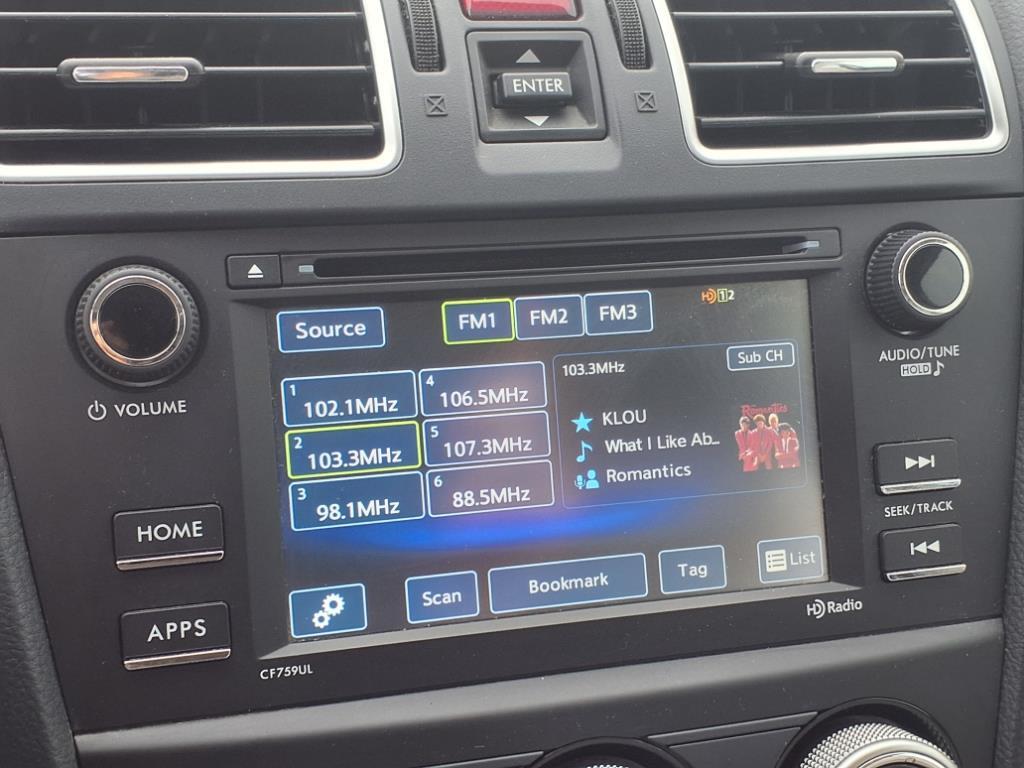 ENTER
Source
FM1
FM2
FM3
HD 1 2
1
102.1MHz
4
106.5MHz
2
103.3MHz
5
107.3MHz
3
98.1MHz
6
88.5MHz
103.3MHz
Sub CH
KLOU
What I Like Ab...
Romantics
Romantics
Scan
Bookmark
Tag
List
VOLUME
HOME
APPS
AUDIO/TUNE
HOLD
SEEK/TRACK
HD Radio
CF759UL